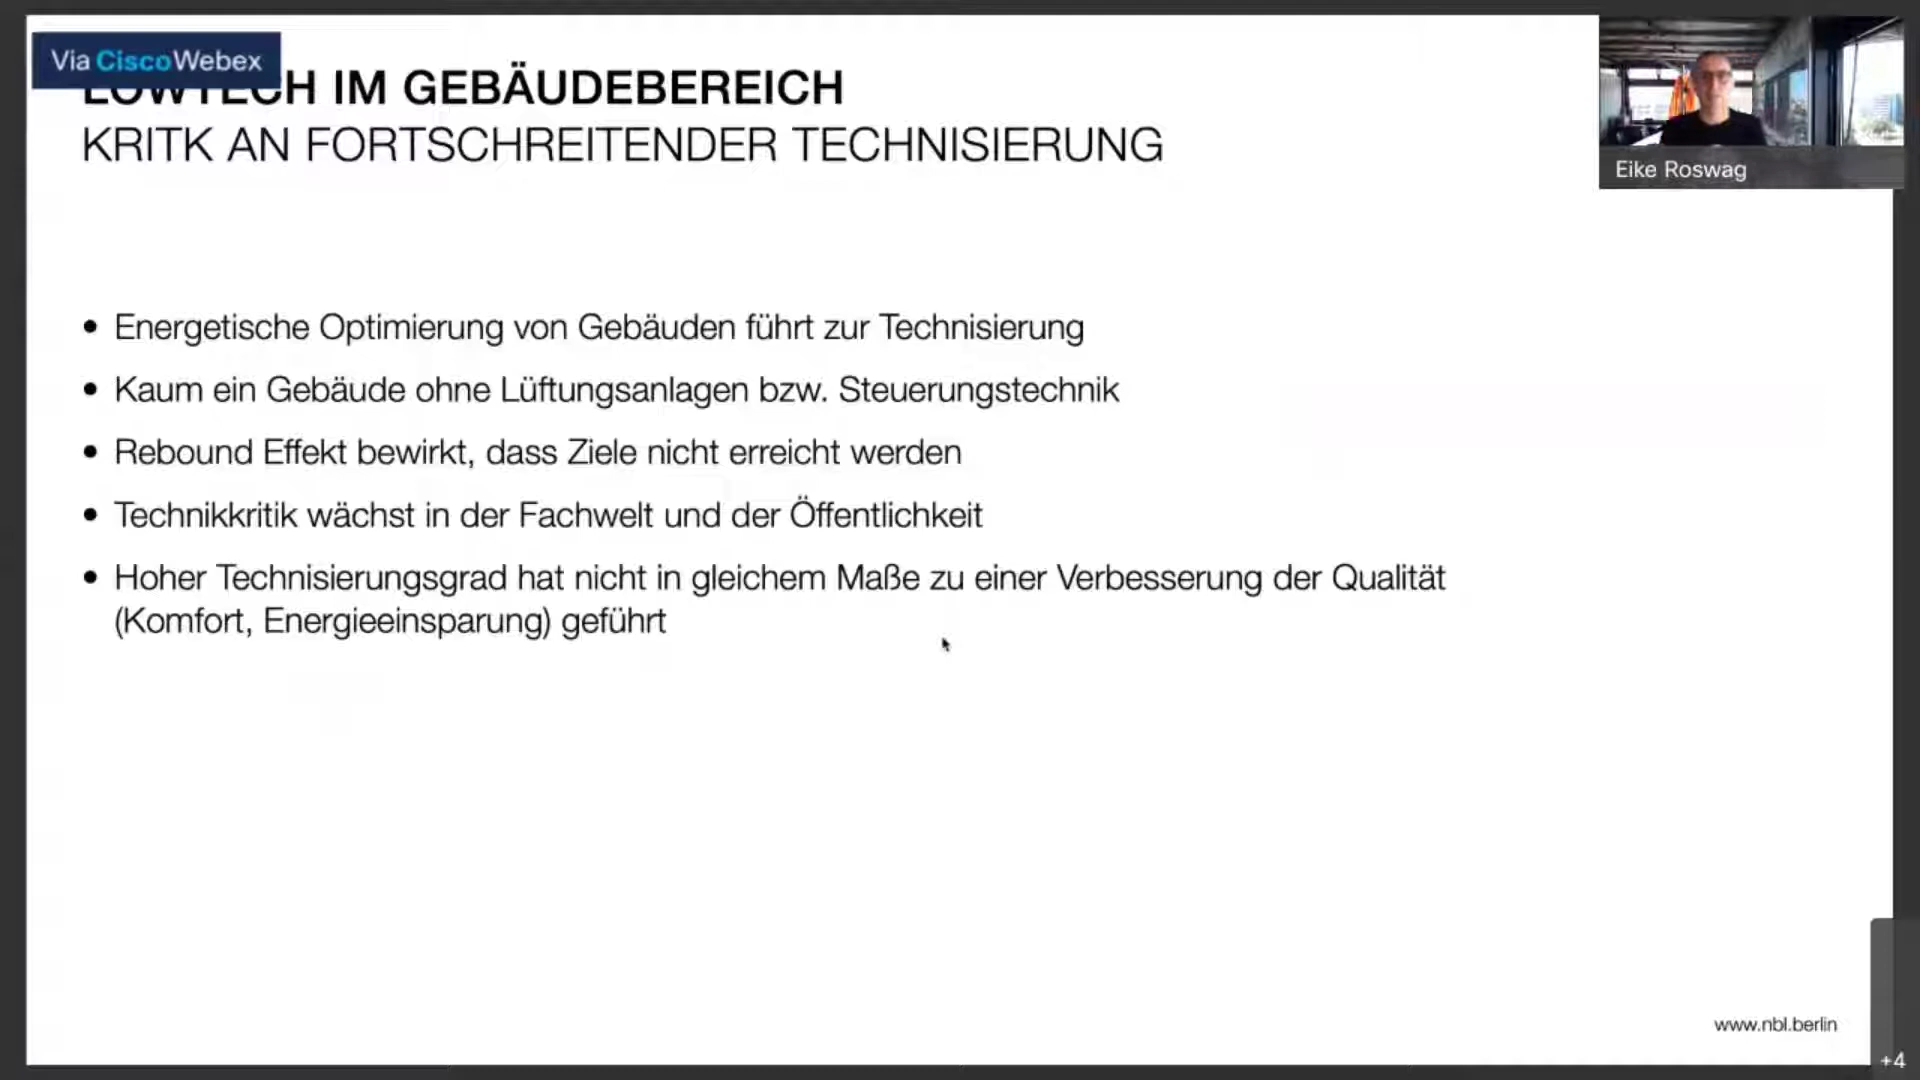 Via CiscoWebex
LOWTECH IM GEBÄUDEBEREICH
KRITK AN FORTSCHREITENDER TECHNISIERUNG
Eike Roswag
• Energetische Optimierung von Gebäuden führt zur Technisierung
• Kaum ein Gebäude ohne Lüftungsanlagen bzw. Steuerungstechnik
• Rebound Effekt bewirkt, dass Ziele nicht erreicht werden
• Technikkritik wächst in der Fachwelt und der Öffentlichkeit
• Hoher Technisierungsgrad hat nicht in gleichem Maße zu einer Verbesserung der Qualität
(Komfort, Energieeinsparung) geführt
www.nbl.berlin
+4